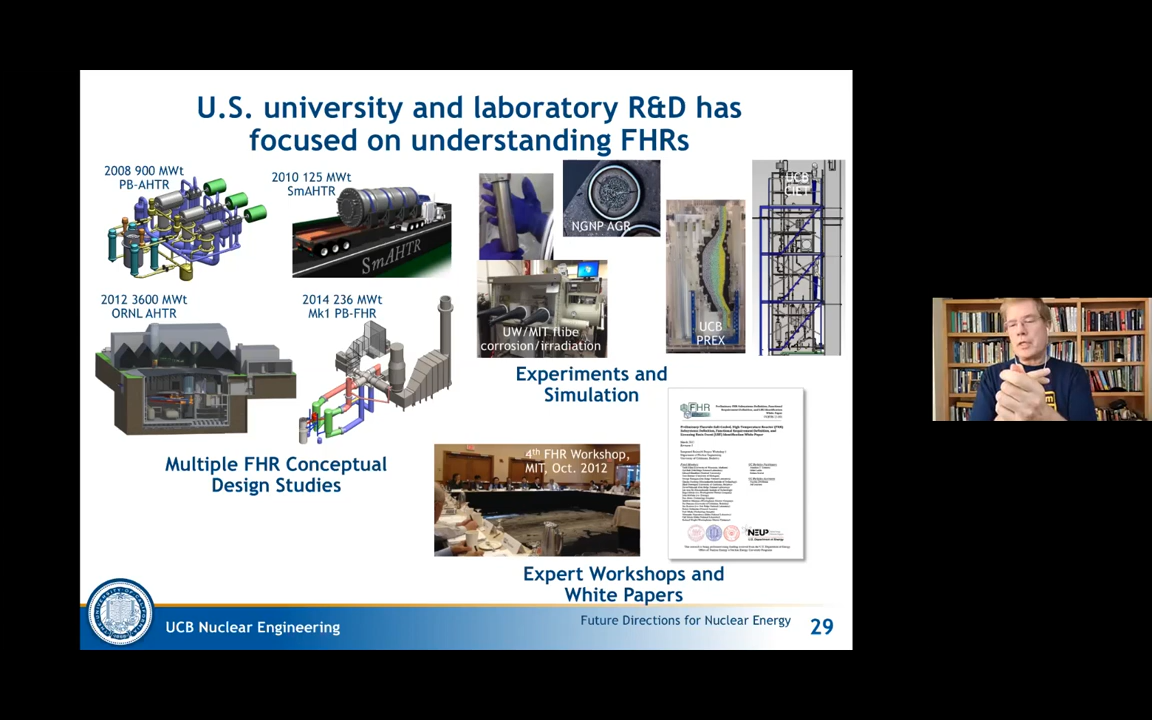 U.S. university and laboratory R&D has
focused on understanding FHRs
2008 900 MWt
PB-AHTR
2010 125 MWt
SmAHTR
SmAHTR
2012 3600 MWt
ORNL AHTR
2014 236 MWt
Mk1 PB-FHR
Multiple FHR Conceptual
Design Studies
NGNP AGR
UW/MIT flibe
corrosion/irradiation
UCB
PREX
UCB
Experiments and
Simulation
4th FHR Workshop,
MIT, Oct. 2012
FHR
NEUP
Expert Workshops and
White Papers
UCB Nuclear Engineering
Future Directions for Nuclear Energy
29